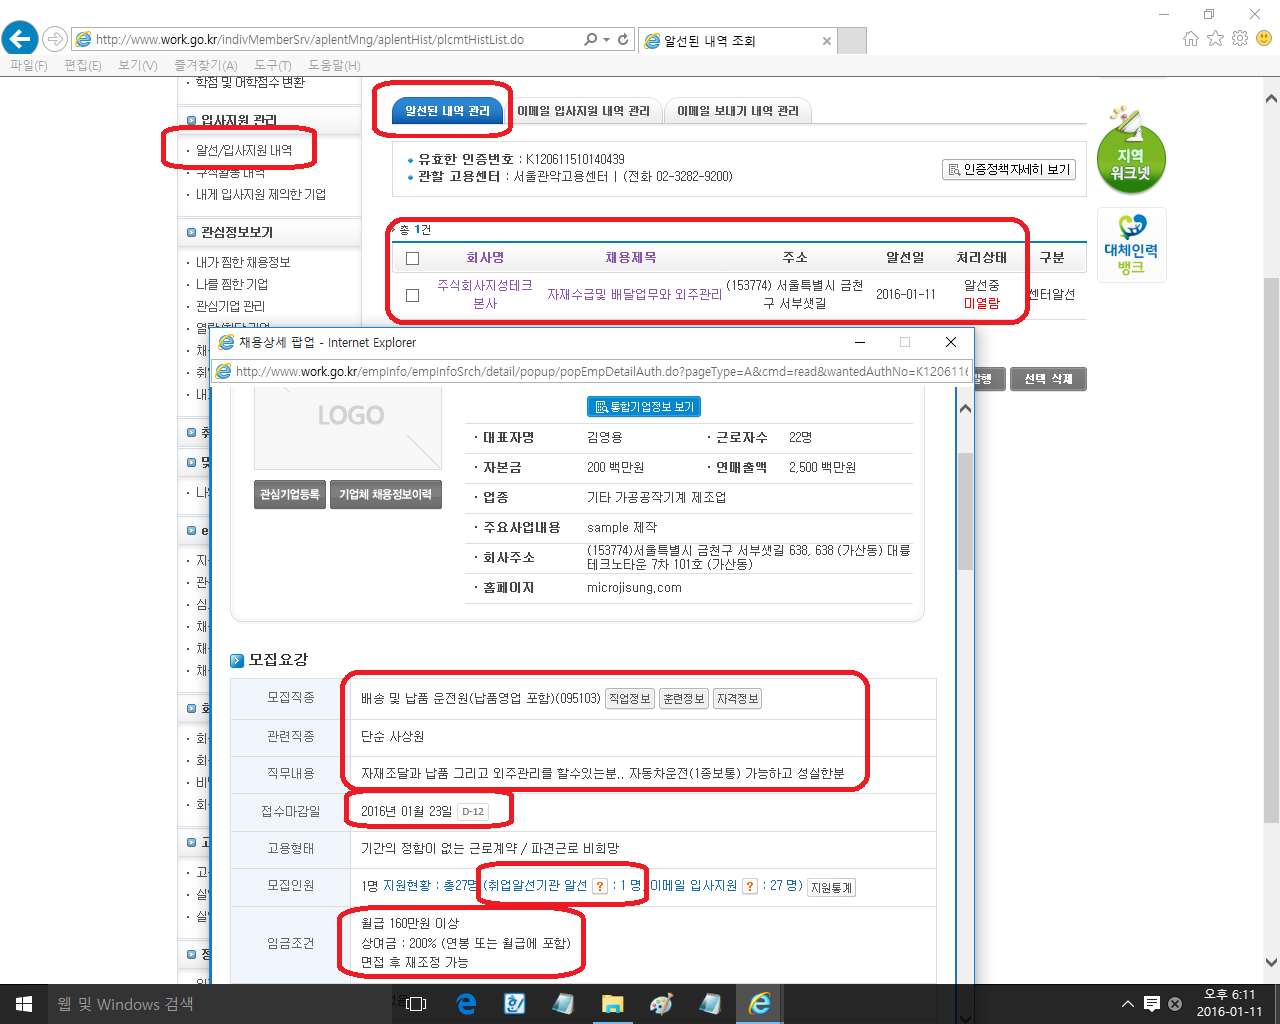 http://www.work.go.kr/indivMemberSrv/aplentMng/aplentHist/plcmtHistList.do
알선된 내역 조회
파일(F) 편집(E) 보기(V) 즐겨찾기(A) 도구(T) 도움말(H)
· 학점 및 어학점수 변환
입사지원 관리
· 알선/입사지원 내역
· 구직활동 내역
· 내게 입사지원 제의한 기업
관심정보보기
· 내가 찜한 채용정보
· 나를 찜한 기업
· 관심기업 관리
알선된 내역 관리
이메일 입사지원 내역 관리
이메일 보내기 내역 관리
유효한 인증번호 : K120611510140439
관할 고용센터 : 서울관악고용센터 | (전화 02-3282-9200)
인증정책자세히 보기
지역
워크넷
대체인력
뱅크
총 1건
회사명 채용제목 주소 알선일 처리상태 구분
주식회사지성테크
본사
자재수급및 배달업무와 외주관리
(153774) 서울특별시 금천
구 서부샛길
2016-01-11
알선중
미열람
센터알선
선택 삭제
채용상세 팝업 - Internet Explorer
http://www.work.go.kr/empInfo/empInfoSrch/detail/popup/popEmpDetailAuth.do?pageType=A&cmd=read&wantedAuthNo=K1206116
LOGO
관심기업등록
기업체 채용정보이력
통합기업정보 보기
· 대표자명 김영용 · 근로자수 22명
· 자본금 200 백만원 · 연매출액 2,500 백만원
· 업종 기타 가공공작기계 제조업
· 주요사업내용 sample 제작
· 회사주소 (153774)서울특별시 금천구 서부샛길 638, 638 (가산동) 대륭
테크노타운 7차 101호 (가산동)
· 홈페이지 microjisung.com
모집요강
모집직종 배송 및 납품 운전원(납품영업 포함)(095103) 직업정보 훈련정보 자격정보
관련직종 단순 사상원
직무내용 자재조달과 납품 그리고 외주관리를 할수있는분.. 자동차운전(1종보통) 가능하고 성실한분
접수마감일 2016년 01월 23일 D-12
고용형태 기간의 정함이 없는 근로계약 / 파견근로 비희망
모집인원 1명 지원현황 : 총27명 (취업알선기관 알선 ? : 1 명 이메일 입사지원 ? : 27 명) 지원통계
임금조건
월급 160만원 이상
상여금 : 200% (연봉 또는 월급에 포함)
면접 후 재조정 가능
웹 및 Windows 검색
오후 6:11
2016-01-11